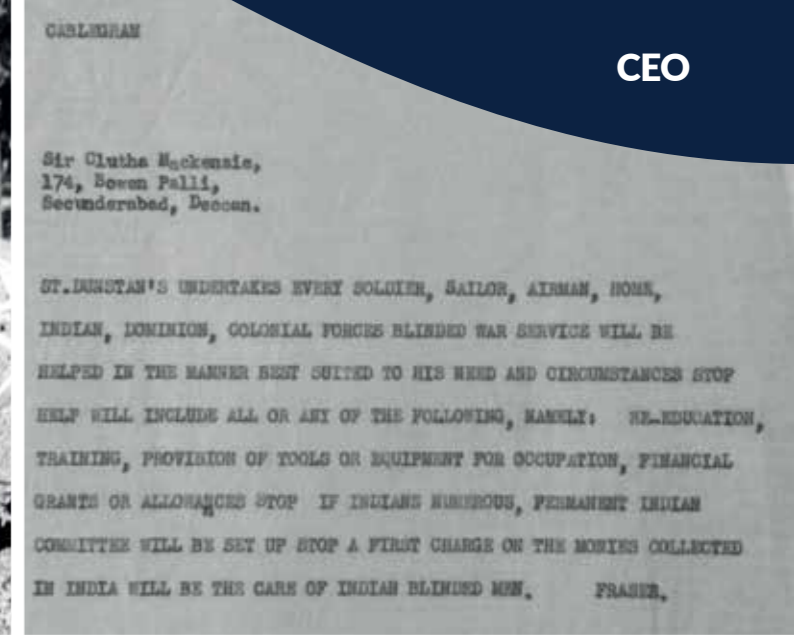 CABLEGRAM
CEO
Sir Clutha Mackenzie,
174, Bowen Palli,
Secunderabad, Deccan.
ST.DUNSTAN'S UNDERTAKES EVERY SOLDIER, SAILOR, AIRMAN, HOME,
INDIAN, DOMINION, COLONIAL FORCES BLINDED WAR SERVICE WILL BE
HELPED IN THE MANNER BEST SUITED TO HIS NEED AND CIRCUMSTANCES STOP
HELP WILL INCLUDE ALL OR ANY OF THE FOLLOWING, NAMELY: RE-EDUCATION,
TRAINING, PROVISION OF TOOLS OR EQUIPMENT FOR OCCUPATION, FINANCIAL
GRANTS OR ALLOWANCES STOP IF INDIANS NUMEROUS, PERMANENT INDIAN
COMMITTEE WILL BE SET UP STOP A FIRST CHARGE ON THE MONIES COLLECTED
IN INDIA WILL BE THE CARE OF INDIAN BLINDED MEN. FRASER.